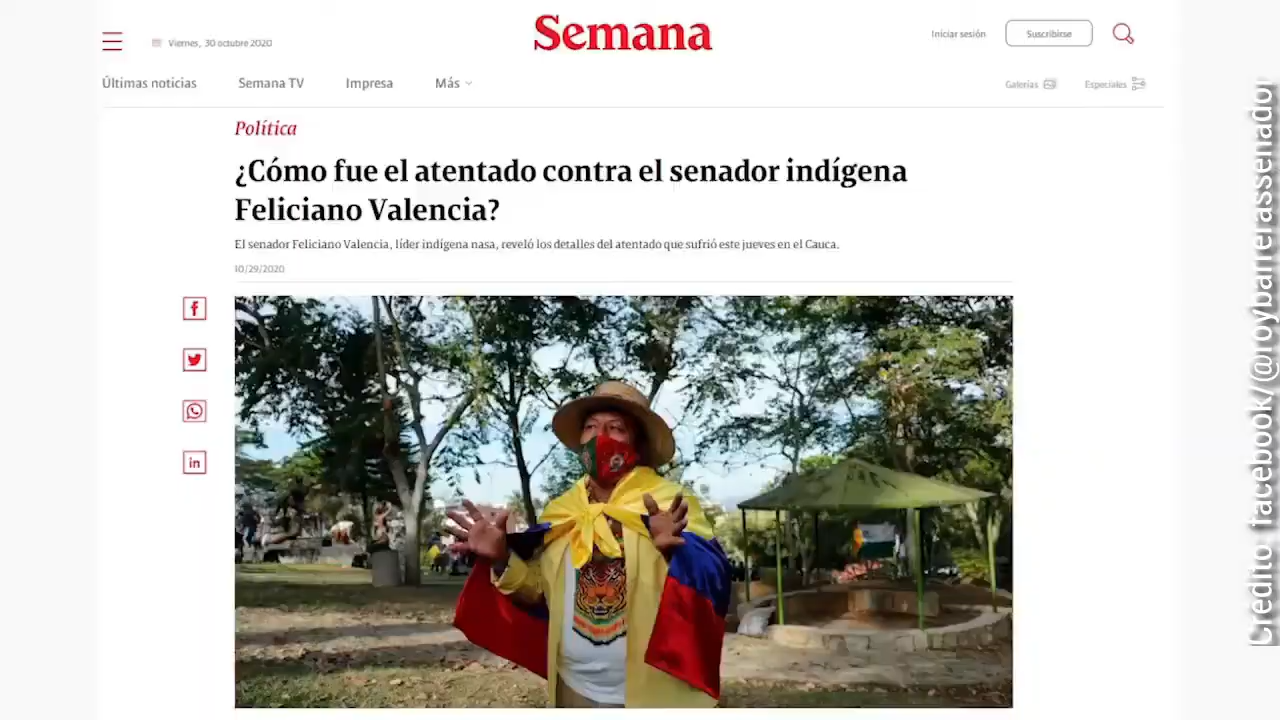 Semana
Viernes, 30 octubre 2020
Iniciar sesión
Suscribirse
Últimas noticias
Semana TV
Impresa
Más
Galerías
Especiales
Política
¿Cómo fue el atentado contra el senador indígena
Feliciano Valencia?
El senador Feliciano Valencia, líder indígena nasa, reveló los detalles del atentado que sufrió este jueves en el Cauca.
10/29/2020
Crédito: facebook/@roybarrerassenador